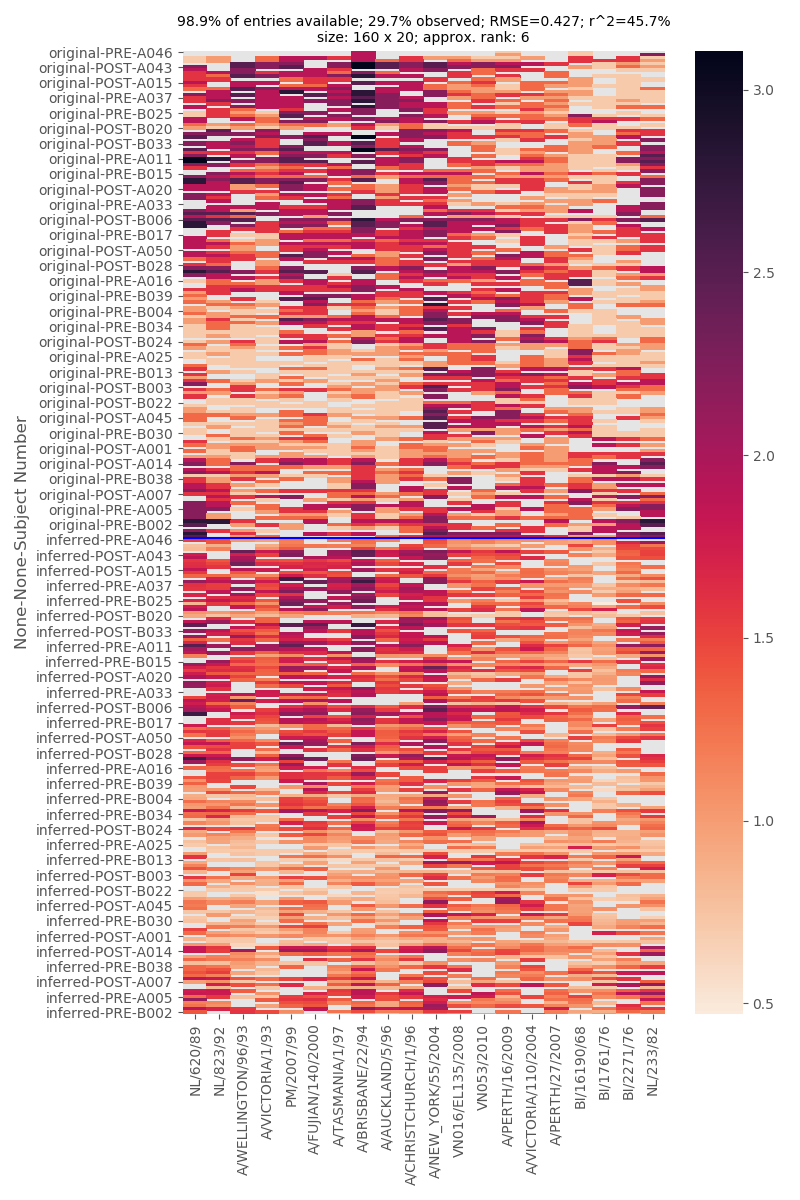 98.9% of entries available; 29.7% observed; RMSE=0.427; r^2=45.7%
size: 160 x 20; approx. rank: 6
None-None-Subject Number
original-PRE-A046
original-POST-A043
original-POST-A015
original-PRE-A037
original-PRE-B025
original-POST-B020
original-POST-B033
original-PRE-A011
original-PRE-B015
original-POST-A020
original-PRE-A033
original-POST-B006
original-PRE-B017
original-POST-A050
original-POST-B028
original-PRE-A016
original-PRE-B039
original-PRE-B004
original-PRE-B034
original-POST-B024
original-PRE-A025
original-PRE-B013
original-POST-B003
original-POST-B022
original-POST-A045
original-PRE-B030
original-POST-A001
original-POST-A014
original-PRE-B038
original-POST-A007
original-PRE-A005
original-PRE-B002
inferred-PRE-A046
inferred-POST-A043
inferred-POST-A015
inferred-PRE-A037
inferred-PRE-B025
inferred-POST-B020
inferred-POST-B033
inferred-PRE-A011
inferred-PRE-B015
inferred-POST-A020
inferred-PRE-A033
inferred-POST-B006
inferred-PRE-B017
inferred-POST-A050
inferred-POST-B028
inferred-PRE-A016
inferred-PRE-B039
inferred-PRE-B004
inferred-PRE-B034
inferred-POST-B024
inferred-PRE-A025
inferred-PRE-B013
inferred-POST-B003
inferred-POST-B022
inferred-POST-A045
inferred-PRE-B030
inferred-POST-A001
inferred-POST-A014
inferred-PRE-B038
inferred-POST-A007
inferred-PRE-A005
inferred-PRE-B002
NL/620/89
NL/823/92
A/WELLINGTON/96/93
A/VICTORIA/1/93
PM/2007/99
A/FUJIAN/140/2000
A/TASMANIA/1/97
A/BRISBANE/22/94
A/AUCKLAND/5/96
A/CHRISTCHURCH/1/96
A/NEW_YORK/55/2004
VN016/EL135/2008
VN053/2010
A/PERTH/16/2009
A/VICTORIA/110/2004
A/PERTH/27/2007
BI/16190/68
BI/1761/76
BI/2271/76
NL/233/82
3.0
2.5
2.0
1.5
1.0
0.5